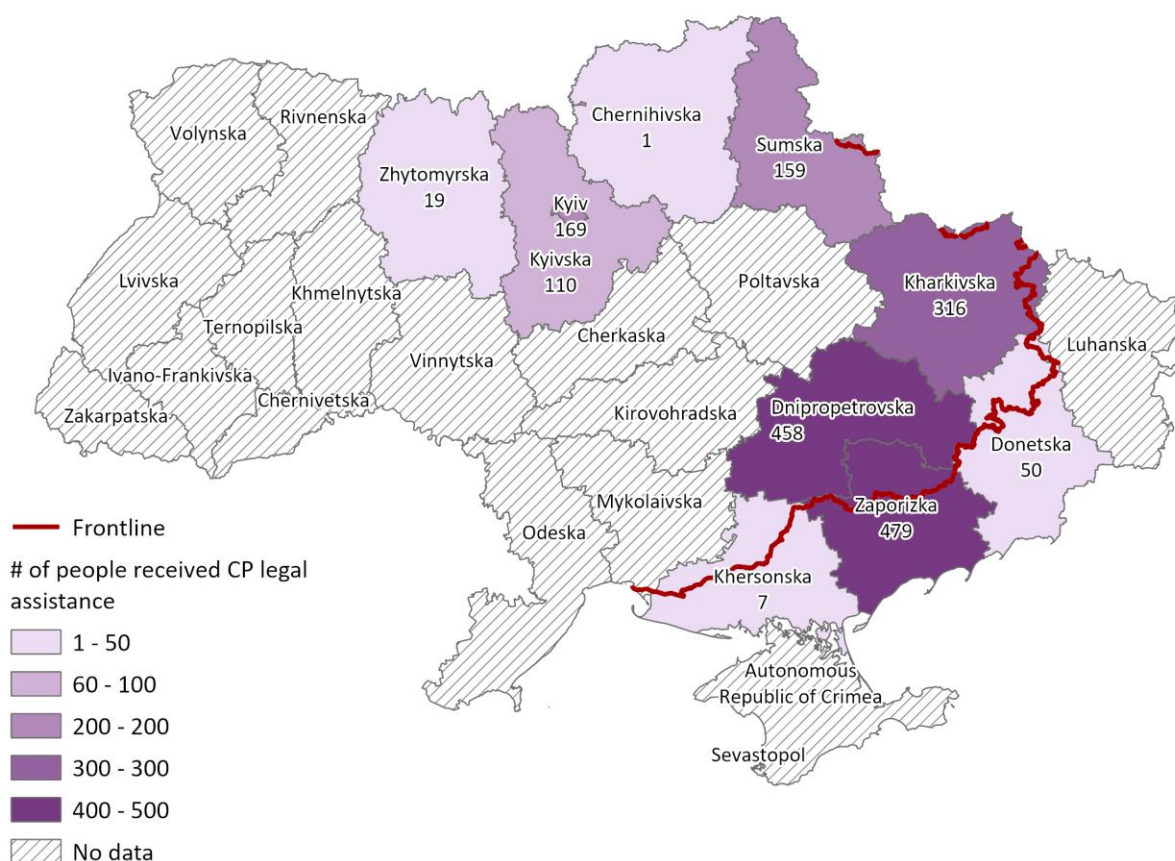 Volynska
Rivnenska
Zhytomyrska
19
Kyiv
169
Kyivska
110
Chernihivska
1
Sumska
159
Lvivska
Ternopilska
Khmelnytska
Ivano-Frankivska
Zakarpatska
Chernivetska
Vinnytska
Cherkaska
Poltavska
Kharkivska
316
Luhanska
Kirovohradska
Dnipropetrovska
458
Donetska
50
Odeska
Mykolaivska
Zaporizka
479
Khersonska
7
Autonomous
Republic of Crimea
Sevastopol
Frontline
# of people received CP legal
assistance
1 - 50
60 - 100
200 - 200
300 - 300
400 - 500
No data